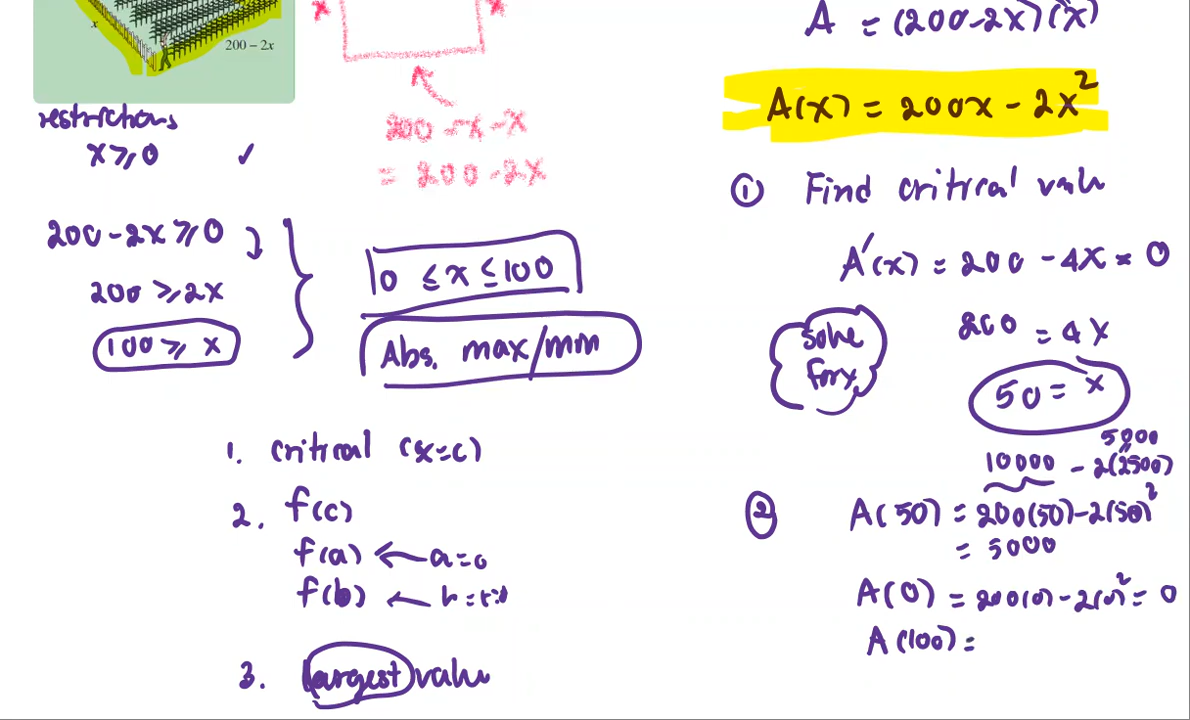 x
200 – 2x
x
x
200 - x - x
= 200 - 2x
restrictions
x ≥ 0 ✓
200 - 2x ≥ 0
200 ≥ 2x
100 ≥ x
0 ≤ x ≤ 100
Abs. max/min
1. critical (x=c)
2. f(c)
f(a) ← a=0
f(b) ←
3. largest value
A = (200-2x)(x)
A(x) = 200x - 2x²
① Find critical value
A'(x) = 200 - 4x = 0
solve
for x
200 = 4x
50 = x
5000
10000 - 2(2500)
② A(50) = 200(50)-2(50)²
= 5000
A(0) = 200(0) - 2(0)² = 0
A(100) =